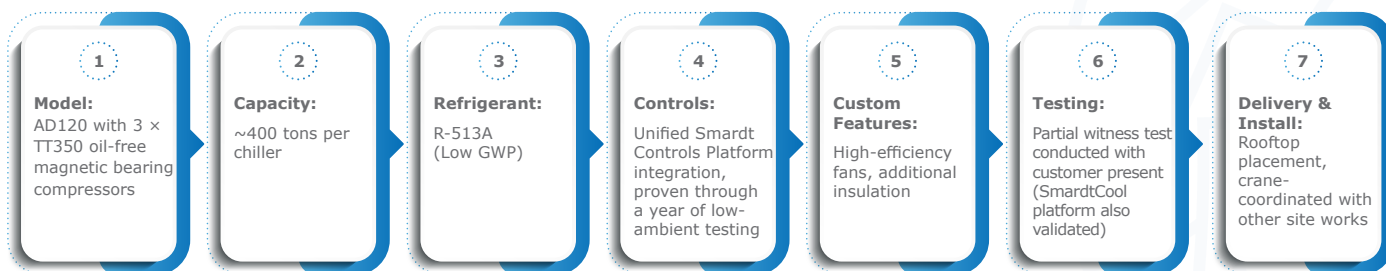 1
Model:
AD120 with 3 ×
TT350 oil-free
magnetic bearing
compressors
2
Capacity:
~400 tons per
chiller
3
Refrigerant:
R-513A
(Low GWP)
4
Controls:
Unified Smardt
Controls Platform
integration,
proven through
a year of low-
ambient testing
5
Custom
Features:
High-efficiency
fans, additional
insulation
6
Testing:
Partial witness test
conducted with
customer present
(SmardtCool
platform also
validated)
7
Delivery &
Install:
Rooftop
placement,
crane-
coordinated with
other site works